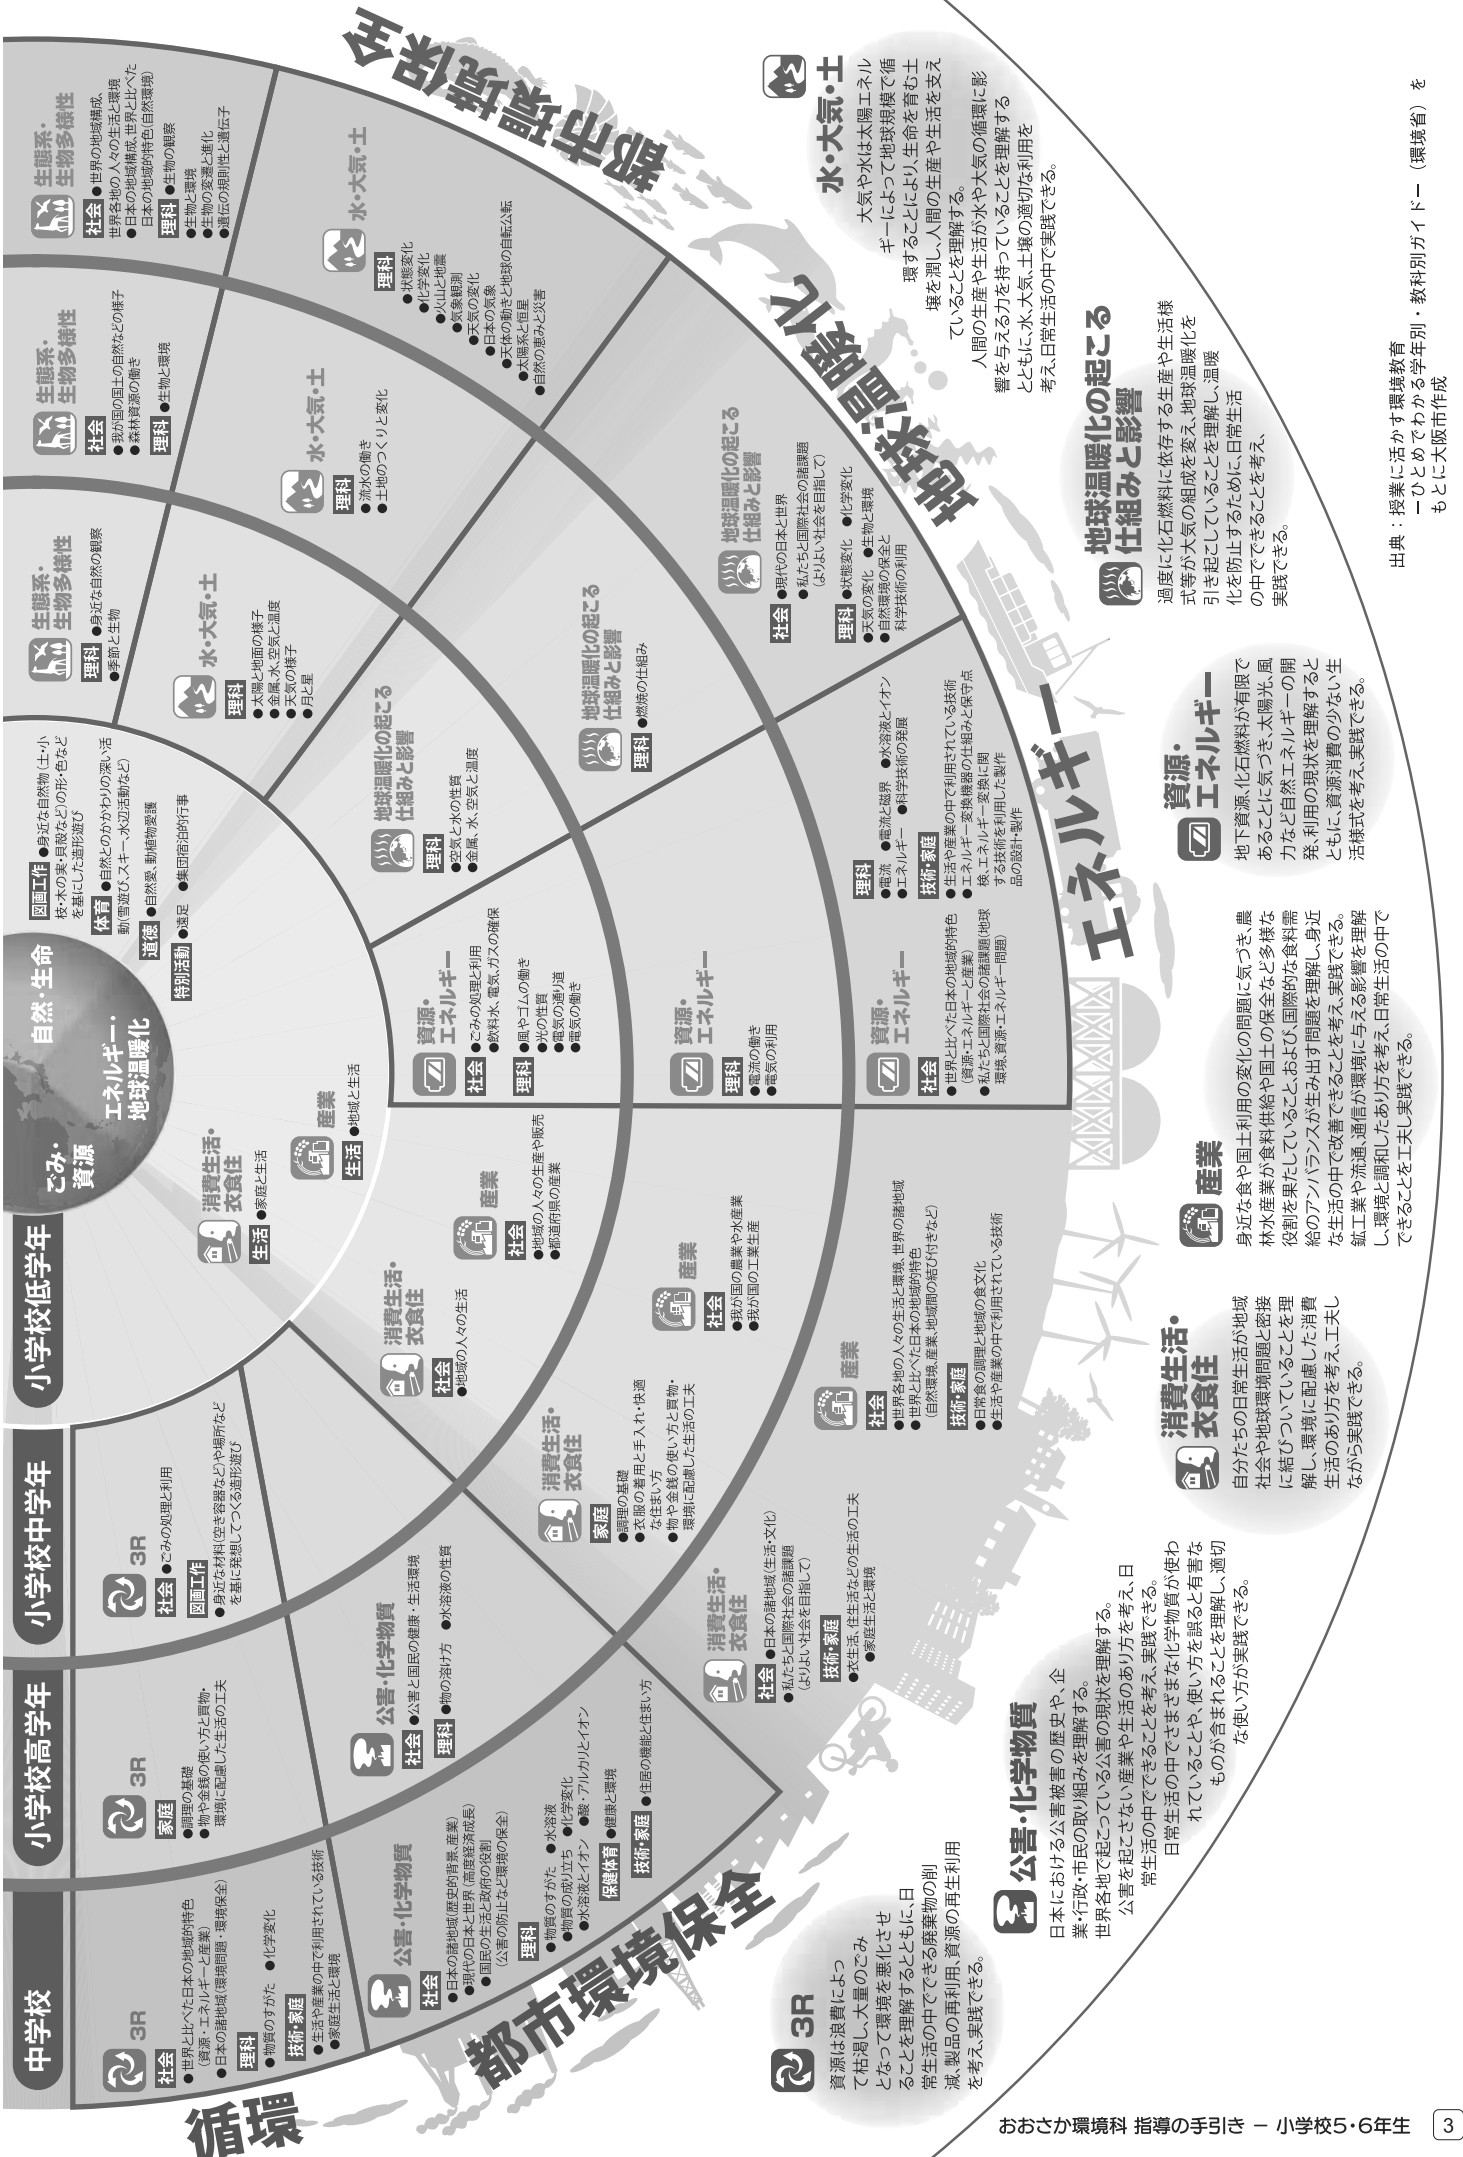 中学校
小学校高学年
小学校中学年
小学校低学年
ごみ・
資源
エネルギー・
地球温暖化
自然・生命
図画工作 ●身近な自然物（土・小
枝・木の実・貝殻など）の形・色など
を基にした造形遊び
体育 ●自然とのかかわりの深い活
動（雪遊び、スキー、水辺活動など）
道徳 ●自然愛、動植物愛護
特別活動 ●遠足 ●集団宿泊的行事
消費生活・
衣食住
生活 ●家庭と生活
産業
生活 ●地域と生活
3R
社会 ●ごみの処理と利用
図画工作
●身近な材料（空き容器など）や場所など
を基に発想してつくる造形遊び
消費生活・
衣食住
社会
●地域の人々の生活
産業
社会
●地域の人々の生産や販売
●都道府県の産業
資源・
エネルギー
社会
●ごみの処理と利用
●飲料水、電気、ガスの確保
理科
●風やゴムの働き
●光の性質
●電気の通り道
●電気の働き
地球温暖化の起こる
仕組みと影響
理科
●空気と水の性質
●金属、水、空気と温度
水・大気・土
理科
●太陽と地面の様子
●金属、水、空気と温度
●天気の様子
●月と星
生態系・
生物多様性
理科 ●身近な自然の観察
●季節と生物
3R
家庭
●調理の基礎
●物や金銭の使い方と買物・
環境に配慮した生活の工夫
公害・化学物質
社会 ●公害と国民の健康・生活環境
理科 ●物の溶け方 ●水溶液の性質
消費生活・
衣食住
家庭
●調理の基礎
●衣服の着用と手入れ・快適
な住まい方
●物や金銭の使い方と買物・
環境に配慮した生活の工夫
産業
社会
●我が国の農業や水産業
●我が国の工業生産
資源・
エネルギー
理科
●電流の働き
●電気の利用
地球温暖化の起こる
仕組みと影響
理科 ●燃焼の仕組み
水・大気・土
理科
●流水の働き
●土地のつくりと変化
生態系・
生物多様性
社会
●我が国の国土の自然などの様子
●森林資源の働き
理科 ●生物と環境
3R
社会
●世界と比べた日本の地域的特色
（資源・エネルギーと産業）
●日本の諸地域（環境問題・環境保全）
理科
●物質のすがた ●化学変化
技術・家庭
●生活や産業の中で利用されている技術
●家庭生活と環境
公害・化学物質
社会
●日本の諸地域（歴史的背景、産業）
●現代の日本と世界（高度経済成長）
●国民の生活と政府の役割
（公害の防止など環境の保全）
理科
●物質のすがた ●水溶液
●物質の成り立ち ●化学変化
●水溶液とイオン ●酸・アルカリとイオン
保健体育 ●健康と環境
技術・家庭 ●住居の機能と住まい方
消費生活・
衣食住
社会 ●日本の諸地域（生活・文化）
●私たちと国際社会の諸課題
（よりよい社会を目指して）
技術・家庭
●衣生活、住生活などの生活の工夫
●家庭生活と環境
産業
社会
●世界各地の人々の生活と環境、世界の諸地域
●世界と比べた日本の地域的特色
（自然環境、産業、地域間の結び付きなど）
技術・家庭
●日常食の調理と地域の食文化
●生活や産業の中で利用されている技術
資源・
エネルギー
社会
●世界と比べた日本の地域的特色
（資源・エネルギーと産業）
●私たちと国際社会の諸課題（地球
環境、資源・エネルギー問題）
理科
●電流 ●電流と磁界 ●水溶液とイオン
●エネルギー ●科学技術の発展
技術・家庭
●生活や産業の中で利用されている技術
●エネルギー変換機器の仕組みと保守点
検、エネルギー変換に関
する技術を利用した製作
品の設計・製作
地球温暖化の起こる
仕組みと影響
社会
●現代の日本と世界
●私たちと国際社会の諸課題
（よりよい社会を目指して）
理科
●状態変化 ●化学変化
●天気の変化 ●生物と環境
●自然環境の保全と
科学技術の利用
水・大気・土
理科
●状態変化
●化学変化
●火山と地震
●気象観測
●天気の変化
●日本の気象
●天体の動きと地球の自転公転
●太陽系と恒星
●自然の恵みと災害
生態系・
生物多様性
社会 ●世界の地域構成、
世界各地の人々の生活と環境
●日本の地域構成、世界と比べた
日本の地域的特色（自然環境）
理科 ●生物の観察
●生物と環境
●生物の変遷と進化
●遺伝の規則性と遺伝子
循環
都市環境保全
エネルギー
地球温暖化
都市環境保全
3R
資源は浪費によっ
て枯渇し、大量のごみ
となって環境を悪化させ
ることを理解するとともに、日
常生活の中でできる廃棄物の削
減、製品の再利用、資源の再生利用
を考え、実践できる。
公害・化学物質
日本における公害被害の歴史や、企
業・行政・市民の取り組みを理解する。
世界各地で起こっている公害の現状を理解する。
公害を起こさない産業や生活のあり方を考え、日
常生活の中でできることを考え、実践できる。
日常生活の中でさまざまな化学物質が使わ
れていることや、使い方を誤ると有害な
ものが含まれることを理解し、適切
な使い方が実践できる。
消費生活・
衣食住
自分たちの日常生活が地域
社会や地球環境問題と密接
に結びついていることを理
解し、環境に配慮した消費
生活のあり方を考え、工夫し
ながら実践できる。
産業
身近な食や国土利用の変化の問題に気づき、農
林水産業が食料供給や国土の保全など多様な
役割を果たしていること、および、国際的な食料需
給のアンバランスが生み出す問題を理解し、身近
な生活の中で改善できることを考え、実践できる。
鉱工業や流通、通信が環境に与える影響を理解
し、環境と調和したあり方を考え、日常生活の中で
できることを工夫し実践できる。
資源・
エネルギー
地下資源、化石燃料が有限で
あることに気づき、太陽光、風
力など自然エネルギーの開
発、利用の現状を理解すると
ともに、資源消費の少ない生
活様式を考え、実践できる。
地球温暖化の起こる
仕組みと影響
過度に化石燃料に依存する生産や生活様
式等が大気の組成を変え、地球温暖化を
引き起こしていることを理解し、温暖
化を防止するために、日常生活
の中でできることを考え、
実践できる。
水・大気・土
大気や水は太陽エネル
ギーによって地球規模で循
環することにより、生命を育む土
壌を潤し、人間の生産や生活を支え
ていることを理解する。
人間の生産や生活が水や大気の循環に影
響を与える力を持っていることを理解する
とともに、水、大気、土壌の適切な利用を
考え、日常生活の中で実践できる。
出典：授業に活かす環境教育
ーひとめでわかる学年別・教科別ガイドー（環境省）を
もとに大阪市作成
おおさか環境科 指導の手引き － 小学校5・6年生 3